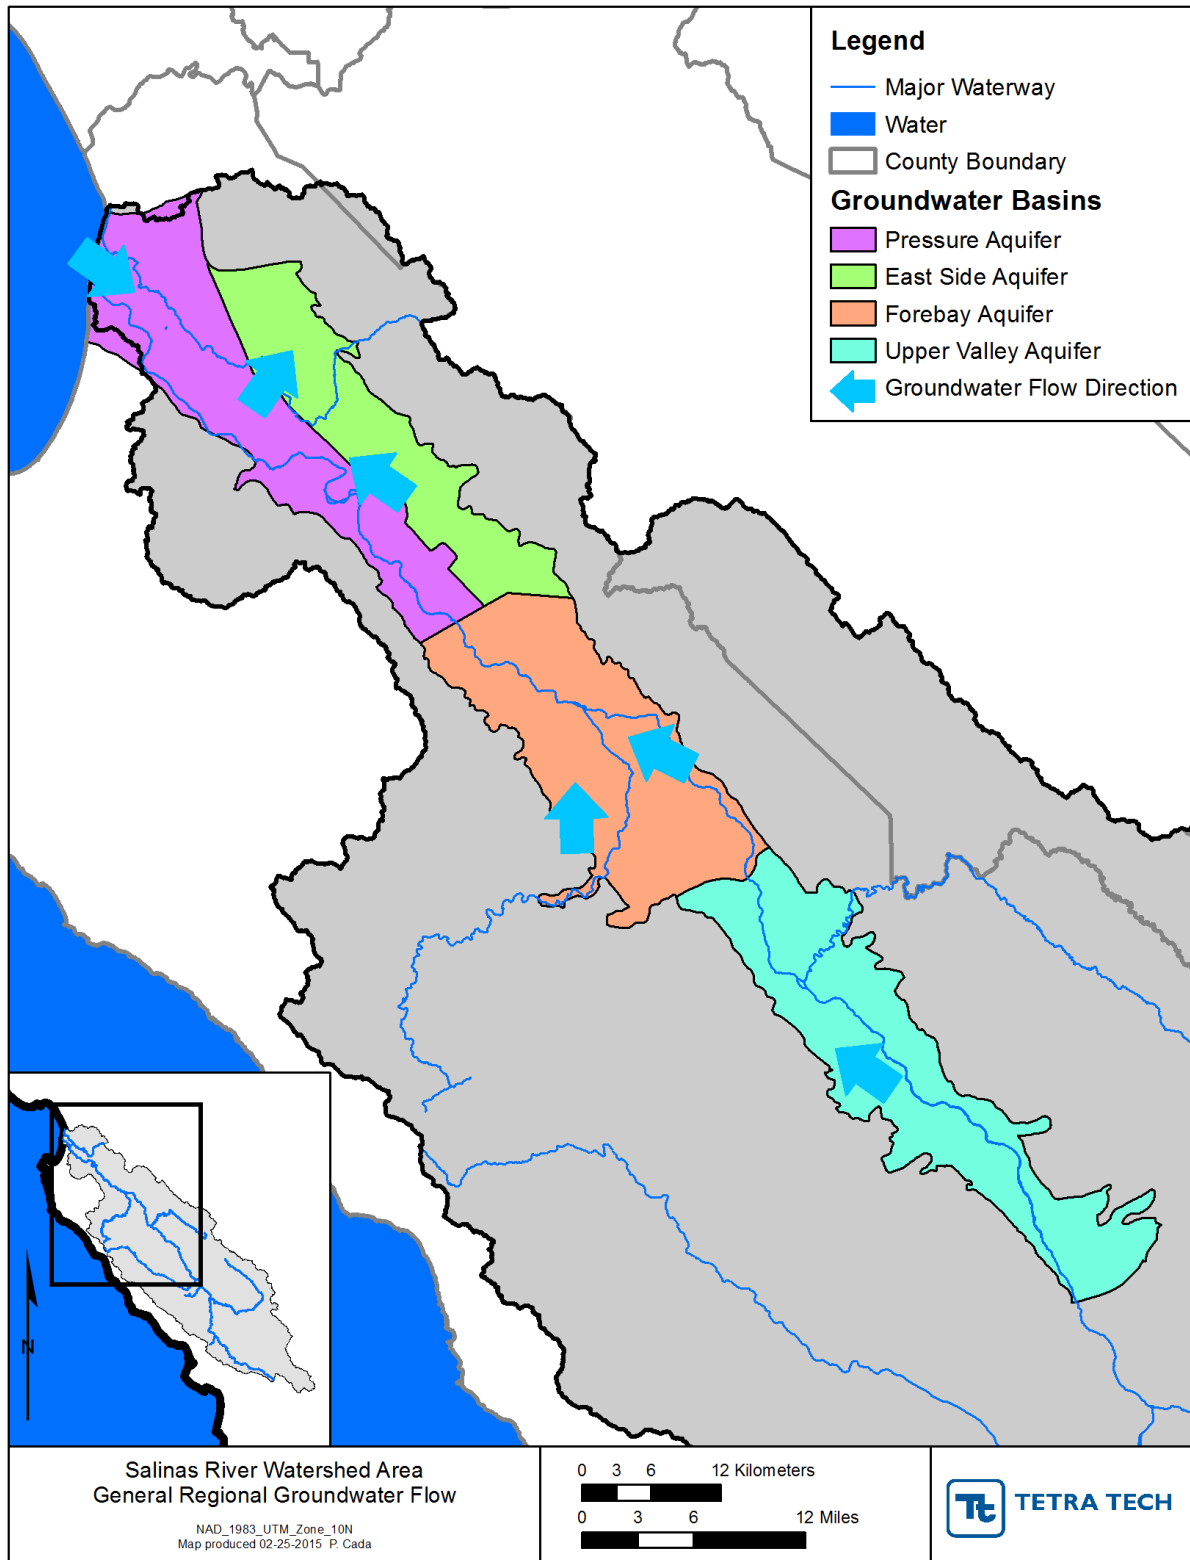 Legend
Major Waterway
Water
County Boundary
Groundwater Basins
Pressure Aquifer
East Side Aquifer
Forebay Aquifer
Upper Valley Aquifer
Groundwater Flow Direction
N
Salinas River Watershed Area
General Regional Groundwater Flow
NAD_1983_UTM_Zone_10N
Map produced 02-25-2015 P. Cada
0 3 6 12 Kilometers
0 3 6 12 Miles
Tt TETRA TECH